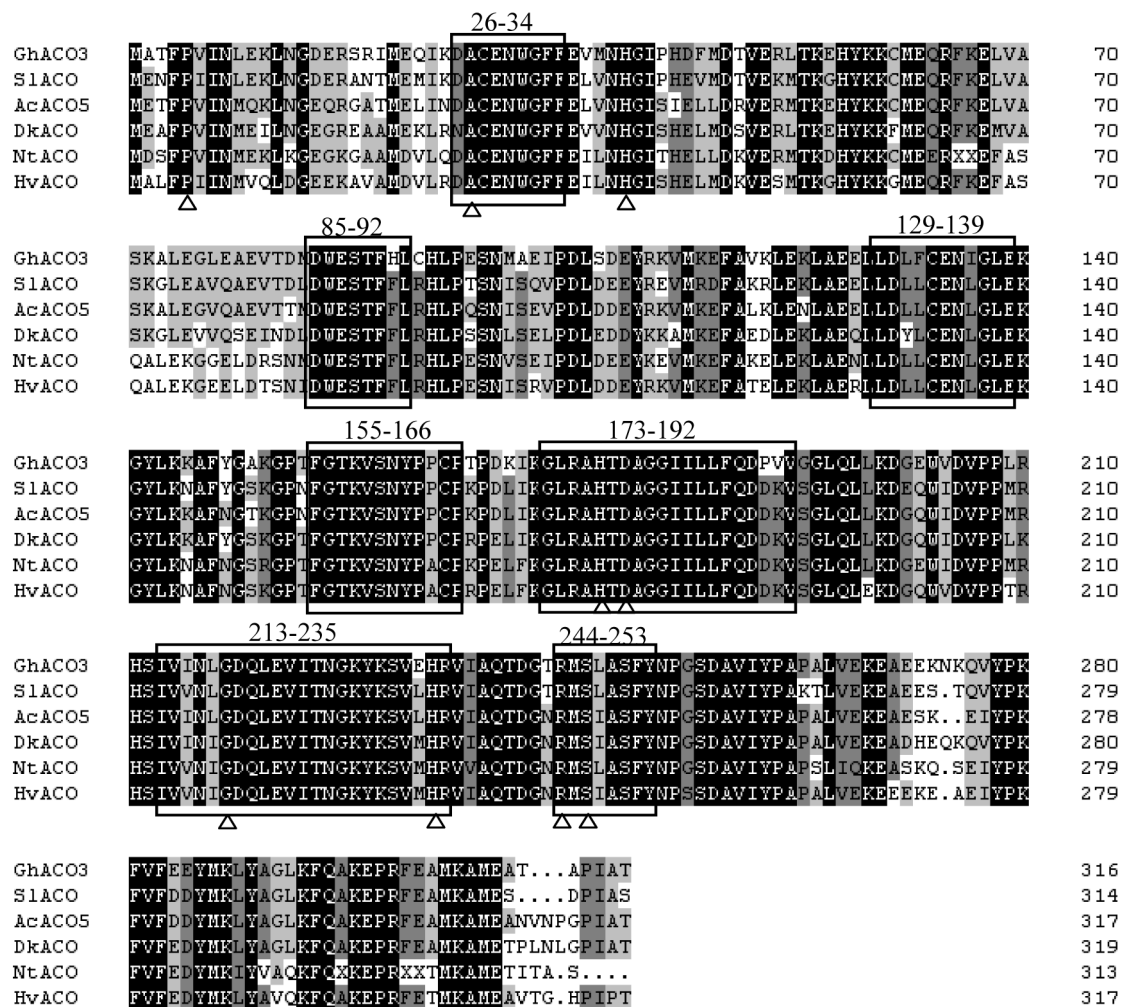 26-34
GhACO3 MATFPVINLEKLNGDERSRIMEQIKDACENWGFFEVMNHGIPHDFMDTVERLTKEHYKKCMEQRFKELVA 70
SlACO MENFPIINLEKLNGDERANTMEMIKDACENWGFFELVNHGIPHEVMDTVEKMTKGHYKKCMEQRFKELVA 70
AcACO5 METFPVINMQKLNGEQRGATMELINDACENWGFFELVNHGISIELLDRVERMTKEHYKKCMEQRFKELVA 70
DkACO MEAFPVINMEILNGEGREAAMEKLRNACENWGFFEVVNHGISHELMDSVERLTKEHYKKFMEQRFKEMVA 70
NtACO MDSFPVINMEKLKGEGKGAAMDVLQDACENWGFFEILNHGITHELLDKVERMTKDHYKKCMEERXXEFAS 70
HvACO MALFPIINMVQLDGEEKAVAMDVLRDACENWGFFEILNHGISHELMDKVESMTKGHYKKGMEQRFKEFAS 70
85-92 129-139
GhACO3 SKALEGLEAEVTDMDWESTFHLCHLPESNMAEIPDLSDEYRKVMKEFAVKLEKLAEELLDLFCENIGLEK 140
SlACO SKGLEAVQAEVTDLDWESTFFLRHLPTSNISQVPDLDEEYREVMRDFAKRLEKLAEELLDLLCENLGLEK 140
AcACO5 SKALEGVQAEVTTMDWESTFFLRHLPQSNISEVPDLDEDYRKVMKEFALKLENLAEELLDLLCENLGLEK 140
DkACO SKGLEVVQSEINDLDWESTFFLRHLPSSNLSELPDLEDDYKKAMKEFAEDLEKLAEQLLDYLCENLGLEK 140
NtACO QALEKGGELDRSNMDWESTFFLRHLPESNVSEIPDLDEEYKEVMKEFAKELEKLAENLLDLLCENLGLEK 140
HvACO QALEKGEELDTSNIDWESTFFLRHLPESNISRVPDLDDEYRKVMKEFATELEKLAERLLDLLCENLGLEK 140
155-166 173-192
GhACO3 GYLKKAFYGAKGPTFGTKVSNYPPCPTPDKIKGLRAHTDAGGIILLFQDPVVGGLQLLKDGEWVDVPPLR 210
SlACO GYLKNAFYGSKGPNFGTKVSNYPPCPKPDLIKGLRAHTDAGGIILLFQDDKVSGLQLLKDEQWIDVPPMR 210
AcACO5 GYLKKAFNGTKGPNFGTKVSNYPPCPKPDLIKGLRAHTDAGGIILLFQDDKVSGLQLLKDGQWIDVPPMR 210
DkACO GYLKKAFYGSKGPTFGTKVSNYPPCPRPELIKGLRAHTDAGGIILLFQDDKVSGLQLLKDGQWIDVPPLK 210
NtACO GYLKNAFNGSRGPTFGTKVSNYPACPKPELFKGLRAHTDAGGIILLFQDDKVSGLQLLKDGEWIDVPPMR 210
HvACO GYLKNAFNGSKGPTFGTKVSNYPACPRPELFKGLRAHTDAGGIILLFQDDKVSGLQLEKDGQWVDVPPTR 210
213-235 244-253
GhACO3 HSIVINLGDQLEVITNGKYKSVEHRVIAQTDGTRMSLASFYNPGSDAVIYPAPALVEKEAEEKNKQVYPK 280
SlACO HSIVVNLGDQLEVITNGKYKSVLHRVIAQTDGTRMSLASFYNPGSDAVIYPAKTLVEKEAEES.TQVYPK 279
AcACO5 HSIVINLGDQLEVITNGKYKSVLHRVIAQTDGNRMSIASFYNPGSDAVIYPAPALVEKEAESK..EIYPK 278
DkACO HSIVINIGDQLEVITNGKYKSVMHRVIAQTDGNRMSIASFYNPGSDAVIYPAPALVEKEADHEQKQVYPK 280
NtACO HSIVVNIGDQLEVITNGKYKSVMHRVVAQTDGNRMSLASFYNPGSDAVIYPAPSLIQKEASKQ.SEIYPK 279
HvACO HSIVVNIGDQLEVITNGKYKSVMHRVIAQTDGNRMSIASFYNPSSDAVIYPAPALVEKEEEKE.AEIYPK 279
GhACO3 FVFEEYMKLYAGLKFQAKEPRFEAMKAMEAT...APIAT 316
SlACO FVFDDYMKLYAGLKFQAKEPRFEAMKAMES....DPIAS 314
AcACO5 FVFDDYMKLYAGLKFQAKEPRFEAMKAMEANVNPGPIAT 317
DkACO FVFEDYMKLYAGLKFQAKEPRFEAMKAMETPLNLGPIAT 319
NtACO FVFEDYMKIYVAQKFQXKEPRXXTMKAMETITA.S.... 313
HvACO FVFEDYMKLYAVQKFQAKEPRFETMKAMEAVTG.HPIPT 317